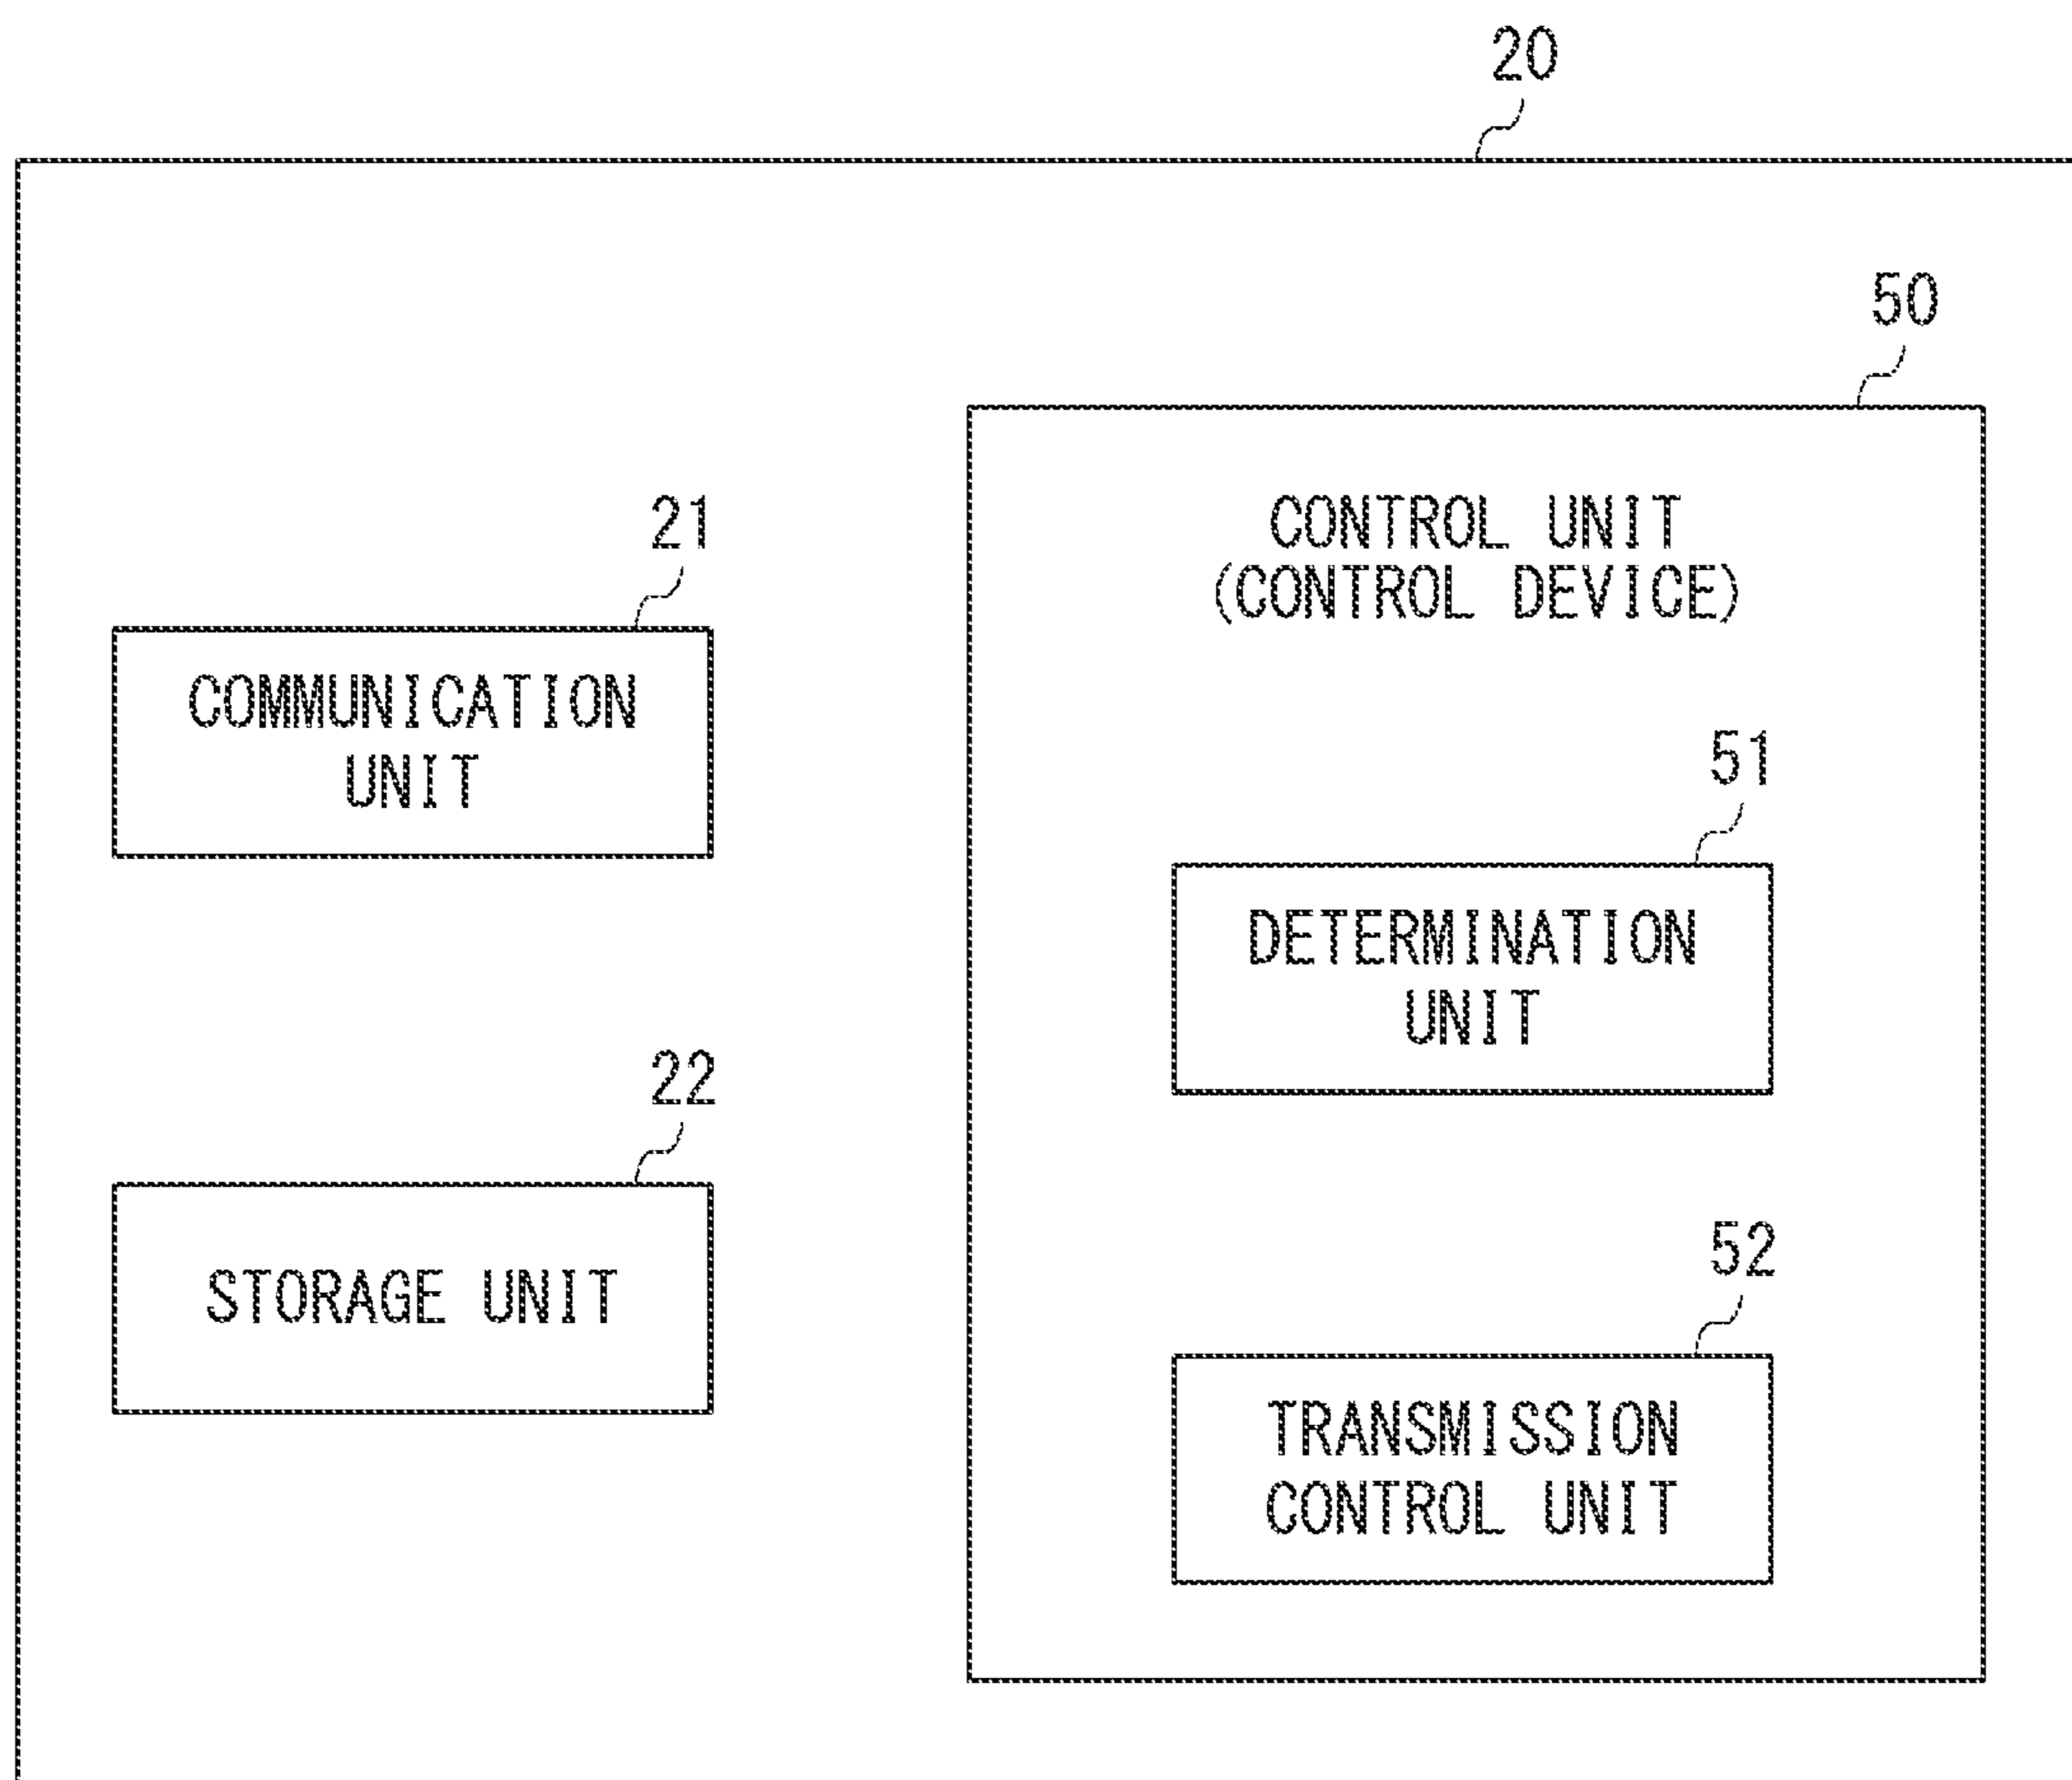 20
50
CONTROL UNIT
(CONTROL DEVICE)
21
COMMUNICATION
UNIT
51
DETERMINATION
UNIT
22
STORAGE UNIT
52
TRANSMISSION
CONTROL UNIT